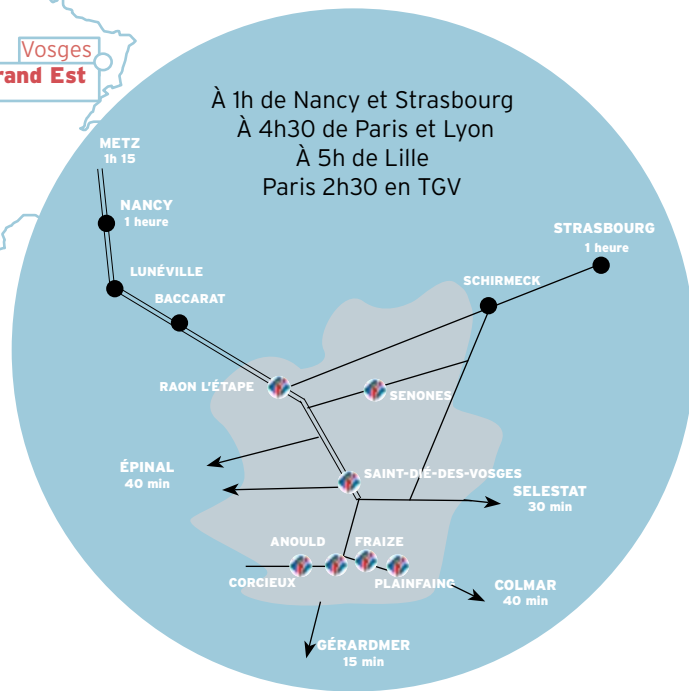 Vosges
rand Est
À 1h de Nancy et Strasbourg
À 4h30 de Paris et Lyon
À 5h de Lille
Paris 2h30 en TGV
METZ
1h 15
NANCY
1 heure
STRASBOURG
1 heure
LUNÉVILLE
SCHIRMECK
BACCARAT
RAON L'ÉTAPE
SENONES
ÉPINAL
40 min
SAINT-DIÉ-DES-VOSGES
SELESTAT
30 min
ANOULD
FRAIZE
CORCIEUX
PLAINFAING
COLMAR
40 min
GÉRARDMER
15 min